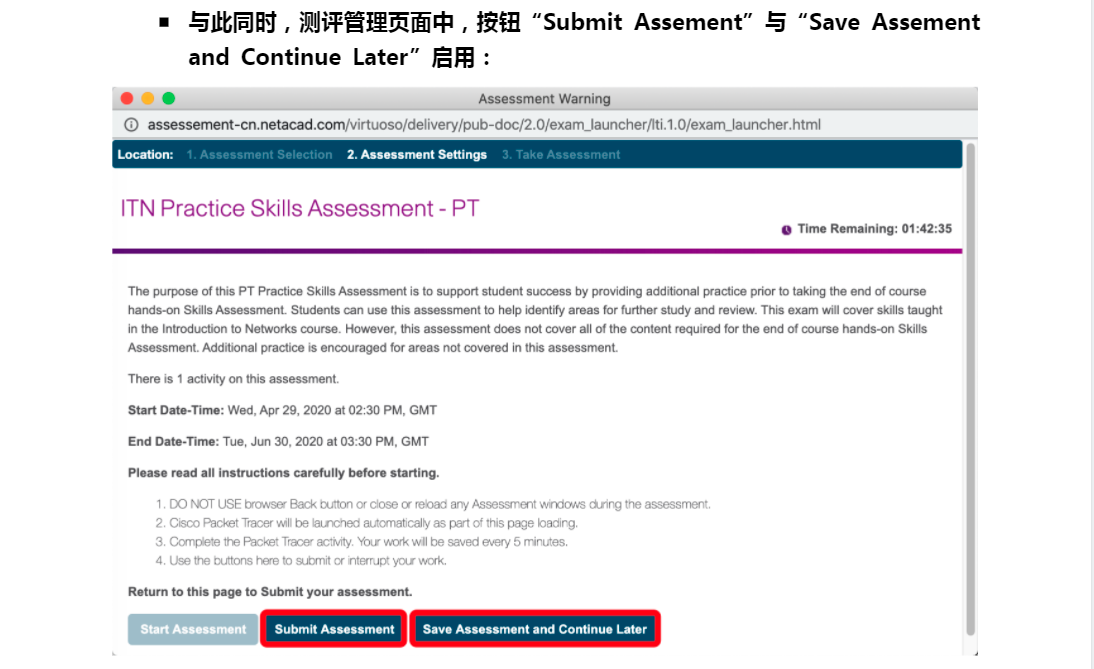 ▪ 与此同时，测评管理页面中，按钮“Submit Assement”与“Save Assement
and Continue Later”启用：
Assessment Warning
assessement-cn.netacad.com/virtuoso/delivery/pub-doc/2.0/exam_launcher/lti.1.0/exam_launcher.html
Location: 1. Assessment Selection 2. Assessment Settings 3. Take Assessment
ITN Practice Skills Assessment - PT
Time Remaining: 01:42:35
The purpose of this PT Practice Skills Assessment is to support student success by providing additional practice prior to taking the end of course
hands-on Skills Assessment. Students can use this assessment to help identify areas for further study and review. This exam will cover skills taught
in the Introduction to Networks course. However, this assessment does not cover all of the content required for the end of course hands-on Skills
Assessment. Additional practice is encouraged for areas not covered in this assessment.
There is 1 activity on this assessment.
Start Date-Time: Wed, Apr 29, 2020 at 02:30 PM, GMT
End Date-Time: Tue, Jun 30, 2020 at 03:30 PM, GMT
Please read all instructions carefully before starting.
1. DO NOT USE browser Back button or close or reload any Assessment windows during the assessment.
2. Cisco Packet Tracer will be launched automatically as part of this page loading.
3. Complete the Packet Tracer activity. Your work will be saved every 5 minutes.
4. Use the buttons here to submit or interrupt your work.
Return to this page to Submit your assessment.
Start Assessment Submit Assessment Save Assessment and Continue Later